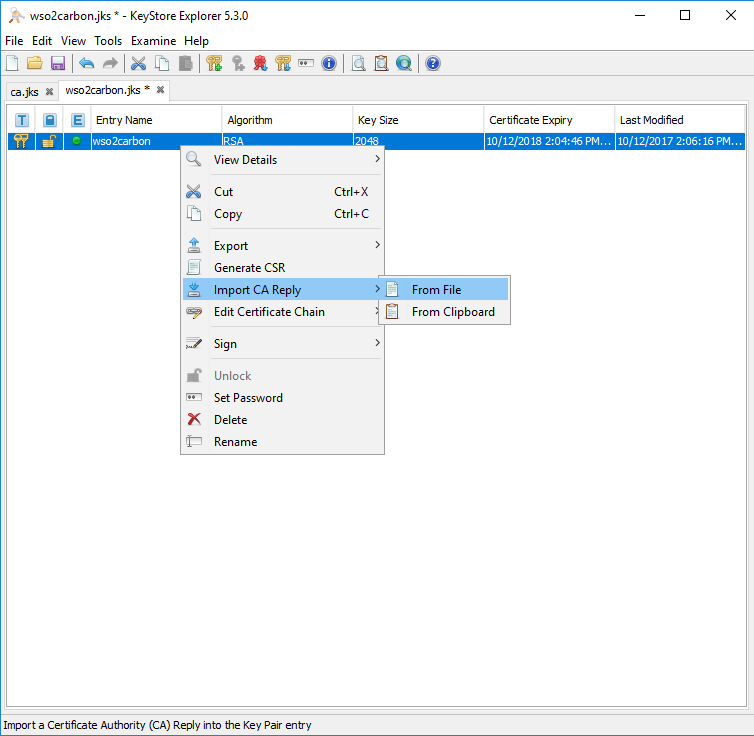 wso2carbon.jks * - KeyStore Explorer 5.3.0
File Edit View Tools Examine Help
ca.jks wso2carbon.jks *
T E Entry Name Algorithm Key Size Certificate Expiry Last Modified
wso2carbon RSA 2048 10/12/2018 2:04:46 PM... 10/12/2017 2:06:16 PM...
View Details
Cut Ctrl+X
Copy Ctrl+C
Export
Generate CSR
Import CA Reply From File
Edit Certificate Chain From Clipboard
Sign
Unlock
Set Password
Delete
Rename
Import a Certificate Authority (CA) Reply into the Key Pair entry